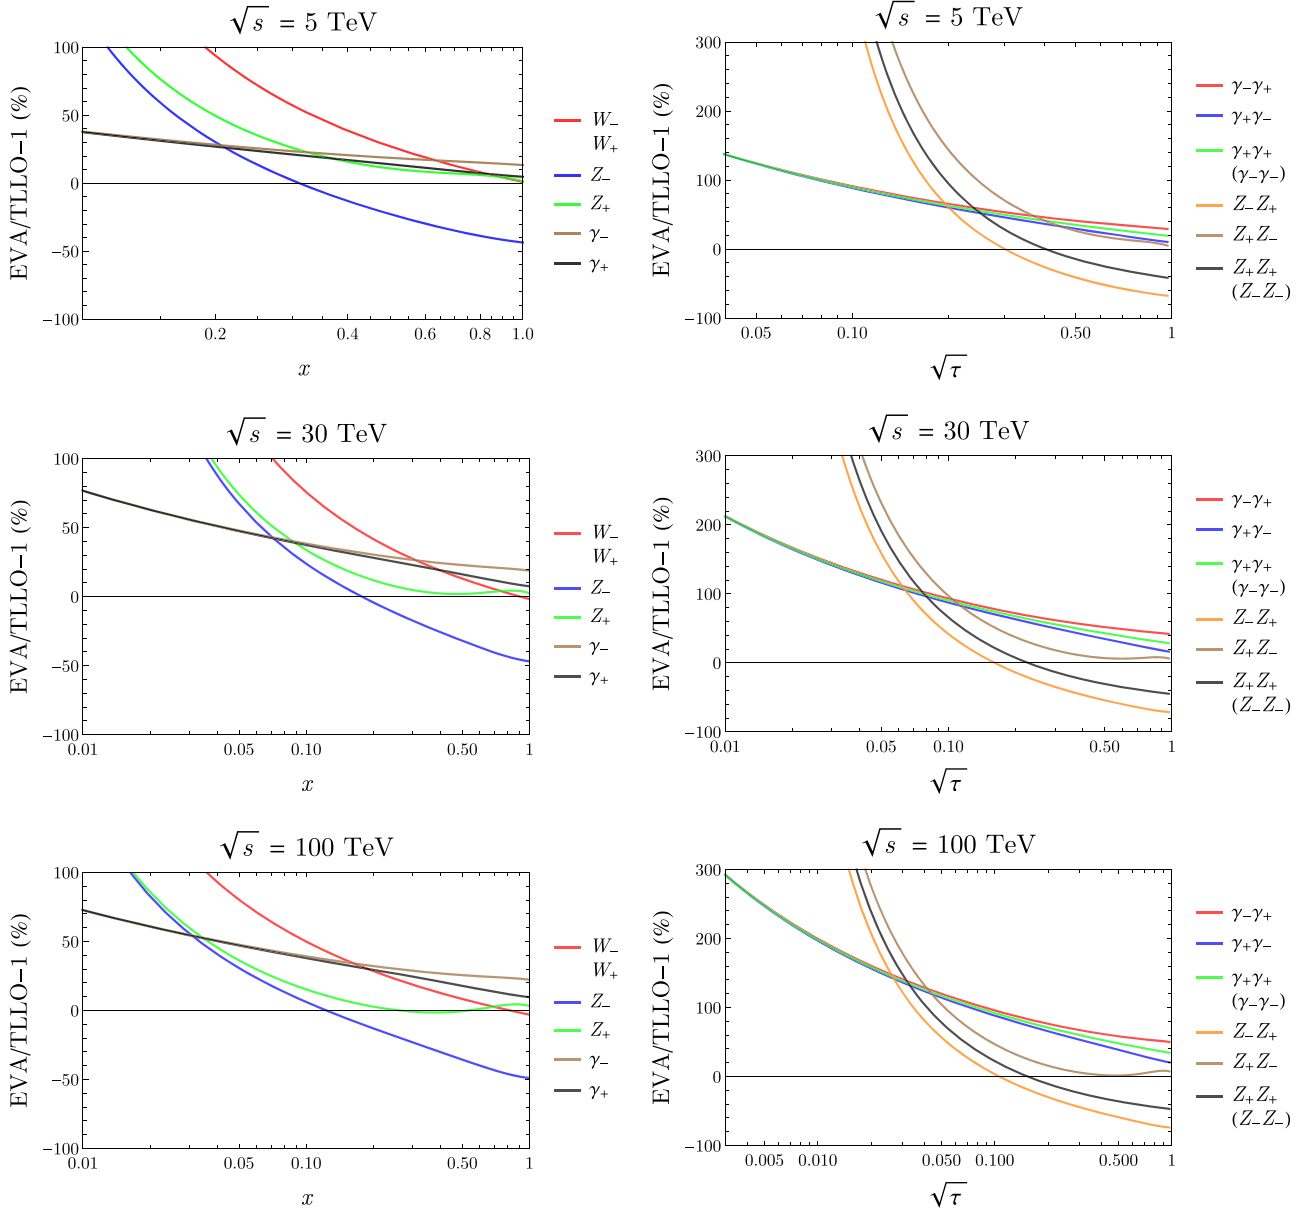 √s = 5 TeV
EVA/TLLO−1 (%)
100
50
0
−50
−100
0.2
0.4
0.6
0.8
1.0
x
W−
W+
Z−
Z+
γ−
γ+
√s = 5 TeV
EVA/TLLO−1 (%)
300
200
100
0
−100
0.05
0.10
0.50
1
√τ
γ−γ+
γ+γ−
γ+γ+
(γ−γ−)
Z−Z+
Z+Z−
Z+Z+
(Z−Z−)
√s = 30 TeV
EVA/TLLO−1 (%)
100
50
0
−50
−100
0.01
0.05
0.10
0.50
1
x
W−
W+
Z−
Z+
γ−
γ+
√s = 30 TeV
EVA/TLLO−1 (%)
300
200
100
0
−100
0.01
0.05
0.10
0.50
1
√τ
γ−γ+
γ+γ−
γ+γ+
(γ−γ−)
Z−Z+
Z+Z−
Z+Z+
(Z−Z−)
√s = 100 TeV
EVA/TLLO−1 (%)
100
50
0
−50
−100
0.01
0.05
0.10
0.50
1
x
W−
W+
Z−
Z+
γ−
γ+
√s = 100 TeV
EVA/TLLO−1 (%)
300
200
100
0
−100
0.005
0.010
0.050
0.100
0.500
1
√τ
γ−γ+
γ+γ−
γ+γ+
(γ−γ−)
Z−Z+
Z+Z−
Z+Z+
(Z−Z−)